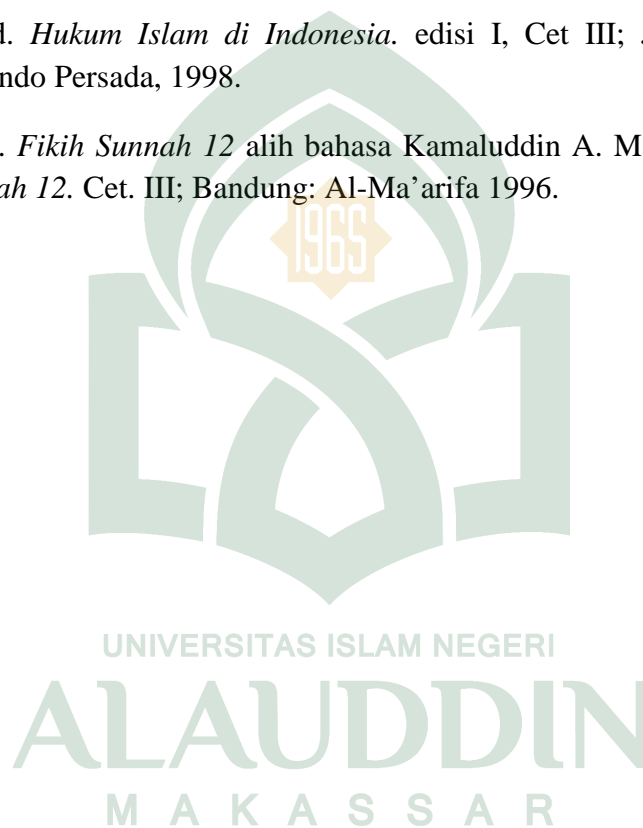 d. Hukum Islam di Indonesia. edisi I, Cet III;
ndo Persada, 1998.
. Fikih Sunnah 12 alih bahasa Kamaluddin A. M
ah 12. Cet. III; Bandung: Al-Ma’arifa 1996.
1965
UNIVERSITAS ISLAM NEGERI
ALAUDDIN
MAKASSAR